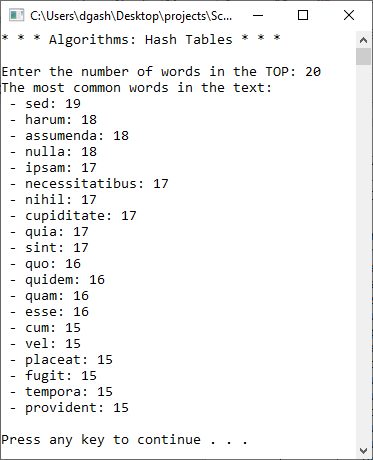 C:\Users\dgash\Desktop\projects\Sc...
* * * Algorithms: Hash Tables * * *
Enter the number of words in the TOP: 20
The most common words in the text:
- sed: 19
- harum: 18
- assumenda: 18
- nulla: 18
- ipsam: 17
- necessitatibus: 17
- nihil: 17
- cupiditate: 17
- quia: 17
- sint: 17
- quo: 16
- quidem: 16
- quam: 16
- esse: 16
- cum: 15
- vel: 15
- placeat: 15
- fugit: 15
- tempora: 15
- provident: 15
Press any key to continue . . .